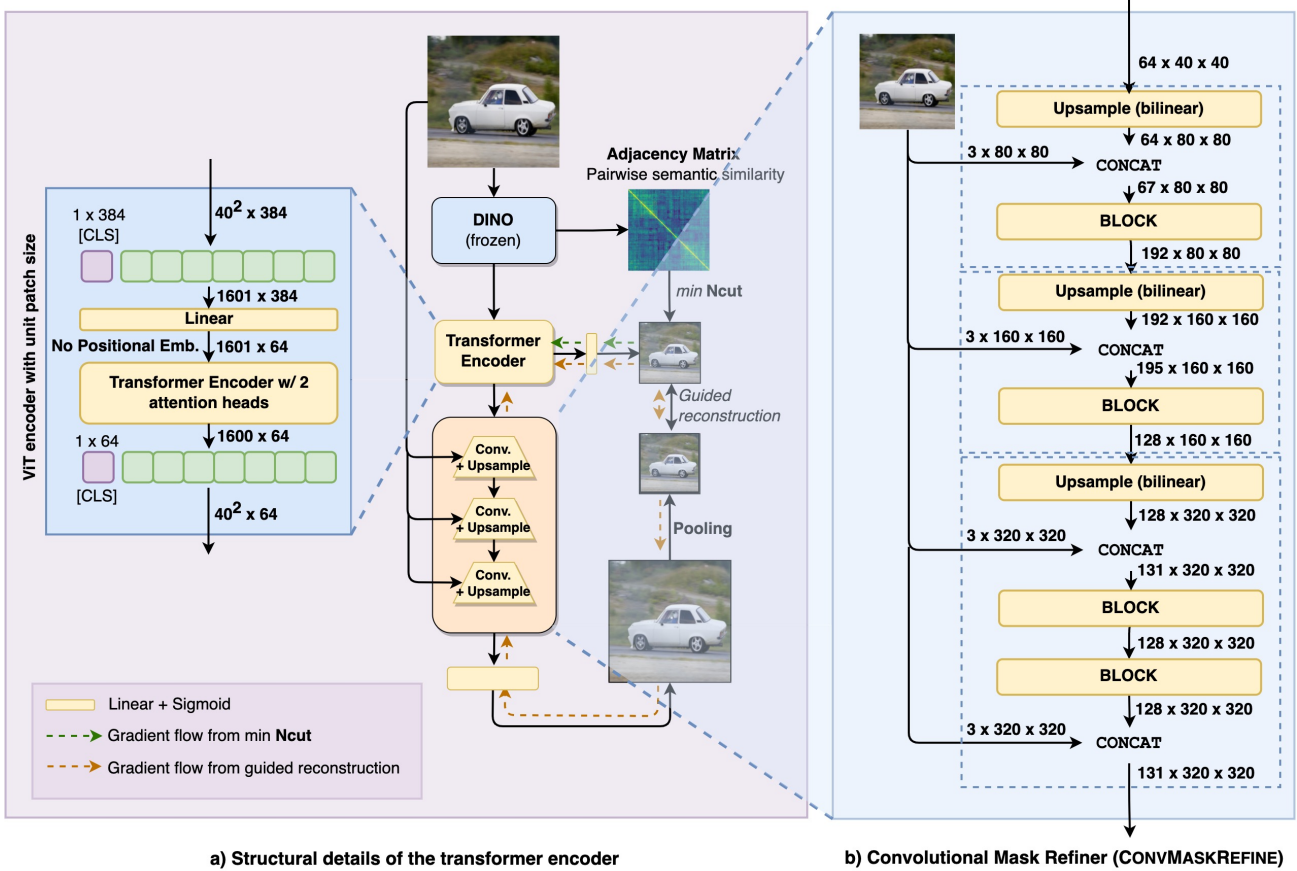 ViT encoder with unit patch size
1 x 384
[CLS]
40² x 384
1601 x 384
Linear
No Positional Emb.
1601 x 64
Transformer Encoder w/ 2
attention heads
1600 x 64
1 x 64
[CLS]
40² x 64
DINO
(frozen)
Adjacency Matrix
Pairwise semantic similarity
min Ncut
Transformer
Encoder
Guided
reconstruction
Conv.
+ Upsample
Conv.
+ Upsample
Conv.
+ Upsample
Pooling
Linear + Sigmoid
Gradient flow from min Ncut
Gradient flow from guided reconstruction
a) Structural details of the transformer encoder
64 x 40 x 40
Upsample (bilinear)
64 x 80 x 80
3 x 80 x 80
CONCAT
67 x 80 x 80
BLOCK
192 x 80 x 80
Upsample (bilinear)
192 x 160 x 160
3 x 160 x 160
CONCAT
195 x 160 x 160
BLOCK
128 x 160 x 160
Upsample (bilinear)
128 x 320 x 320
3 x 320 x 320
CONCAT
131 x 320 x 320
BLOCK
128 x 320 x 320
BLOCK
128 x 320 x 320
3 x 320 x 320
CONCAT
131 x 320 x 320
b) Convolutional Mask Refiner (CONVMASKREFINE)